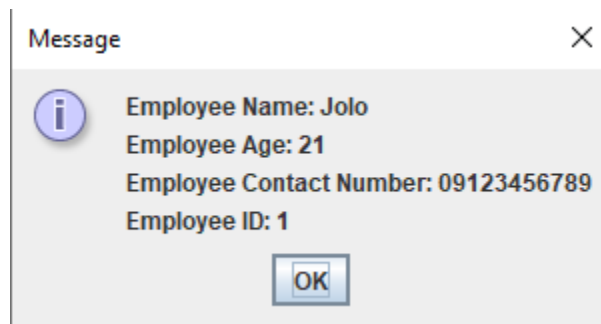 Message
Employee Name: Jolo
Employee Age: 21
Employee Contact Number: 09123456789
Employee ID: 1
OK